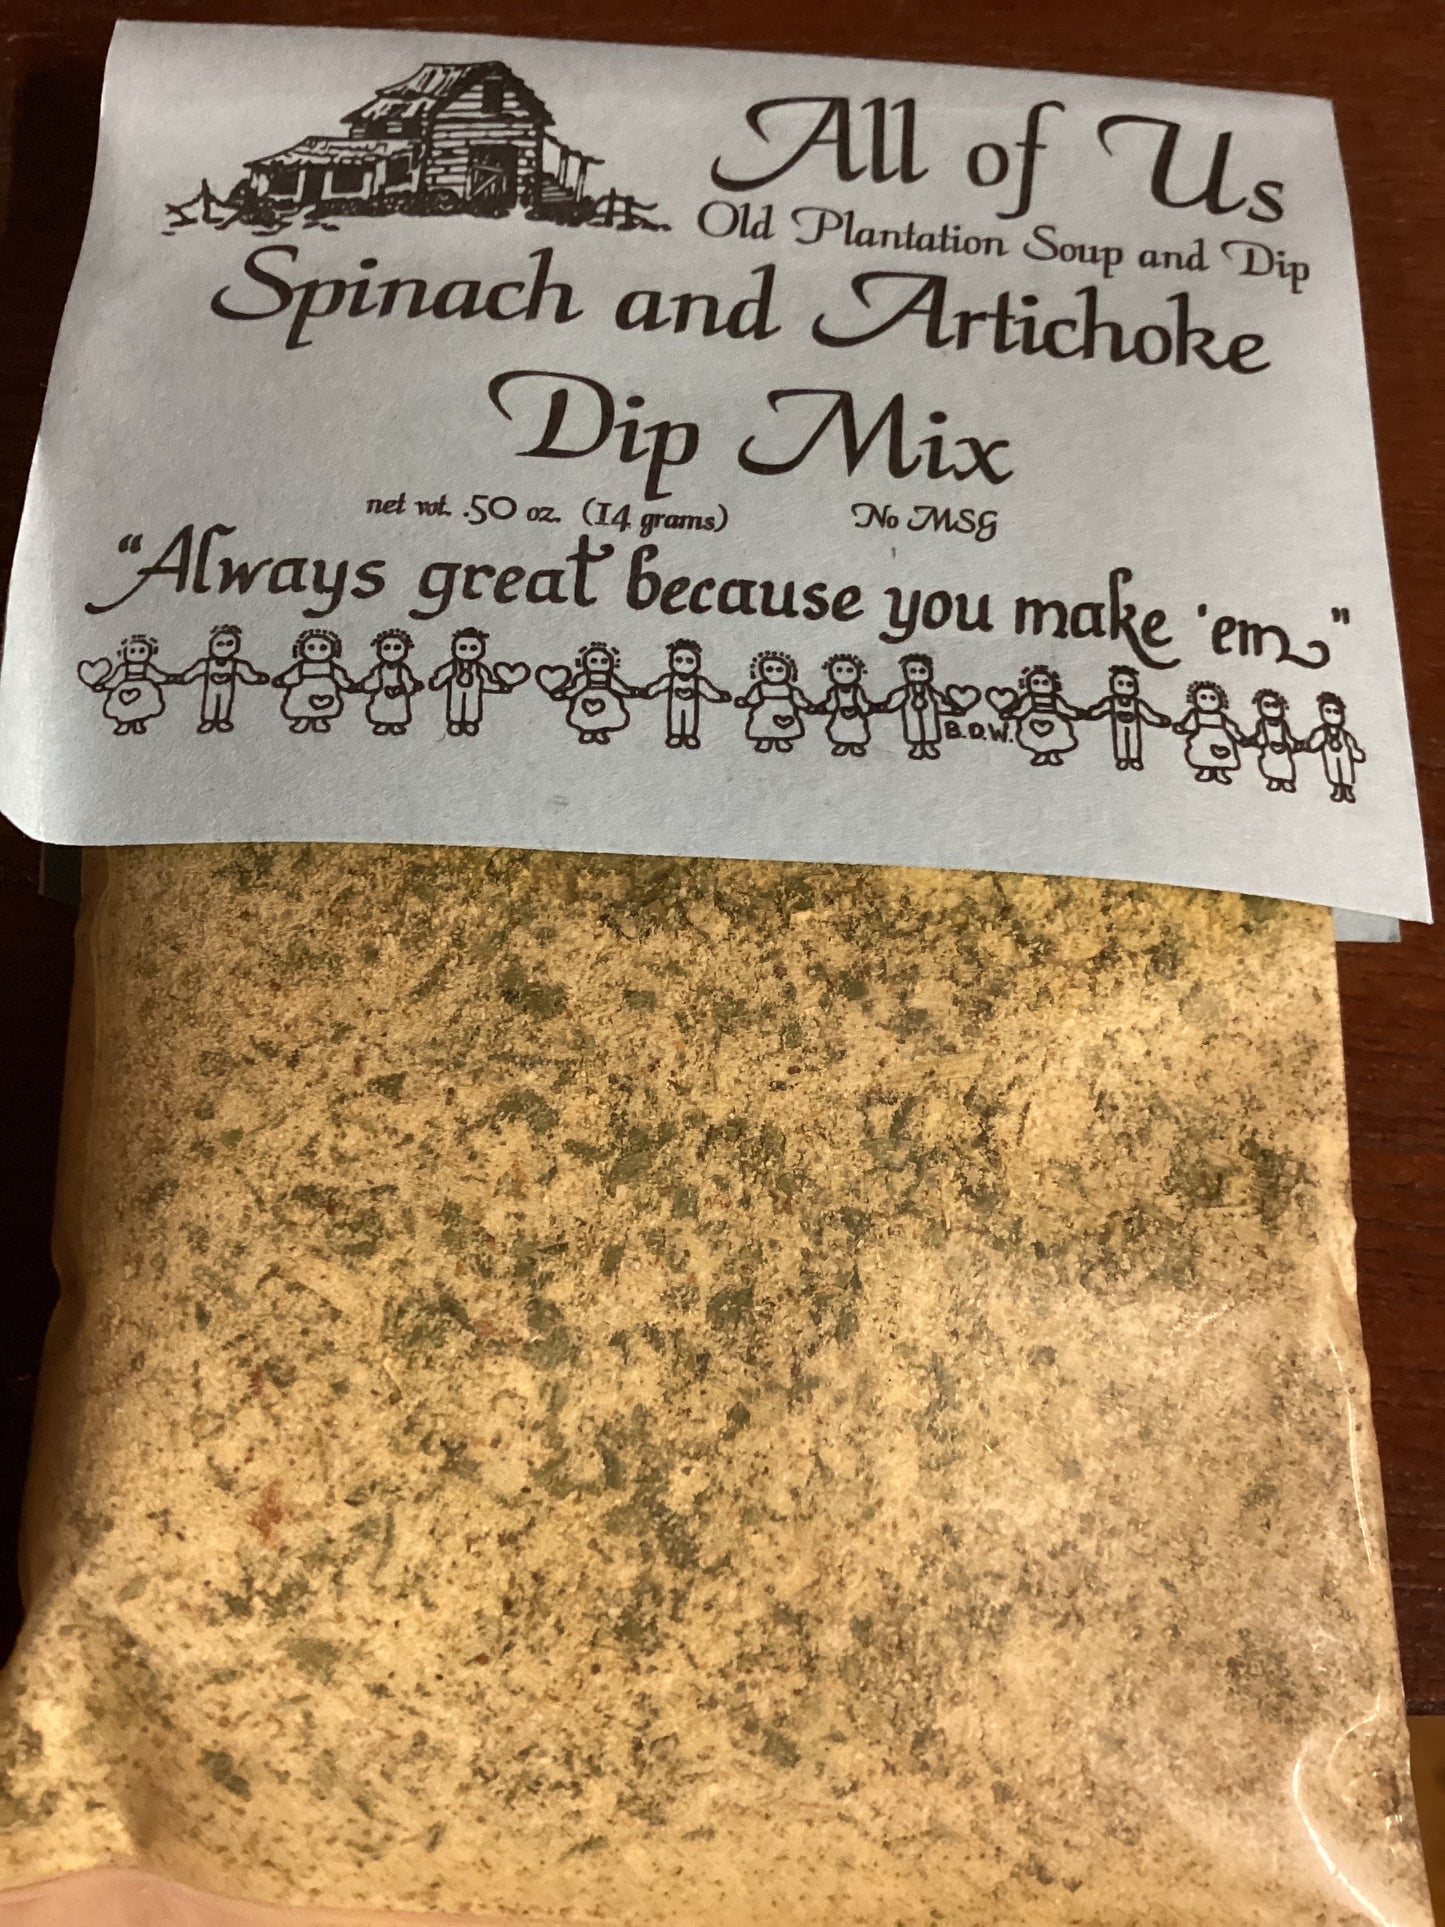 All of Us
Old Plantation Soup and Dip
Spinach and Artichoke
Dip Mix
net wt. .50 oz. (14 grams) No MSG
“Always great because you make 'em”
B.D.W.